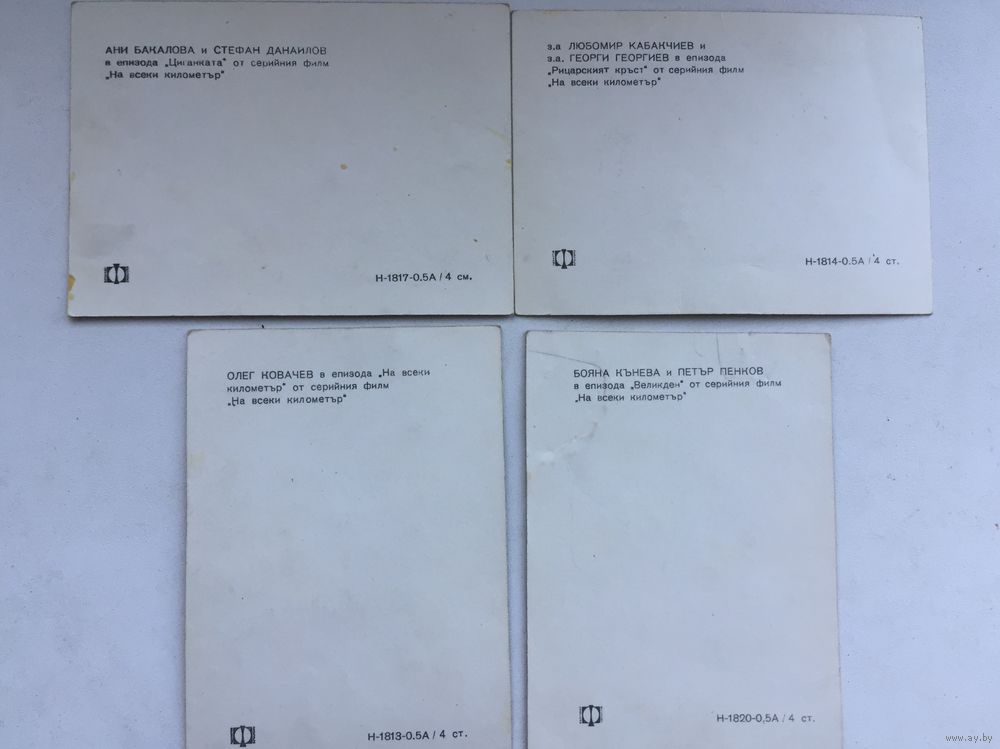 АНИ БАКАЛОВА и СТЕФАН ДАНАИЛОВ
в епизода „Циганката“ от серийния филм
„На всеки километър“
Н-1817-0.5А / 4 см.
з.а ЛЮБОМИР КАБАКЧИЕВ и
з.а. ГЕОРГИ ГЕОРГИЕВ в епизода
„Рицарският кръст“ от серийния филм
„На всеки километър“
Н-1814-0.5А / 4 ст.
ОЛЕГ КОВАЧЕВ в епизода „На всеки
километър“ от серийния филм
„На всеки километър“
Н-1813-0.5А / 4 ст.
БОЯНА КЪНЕВА и ПЕТЪР ПЕНКОВ
в епизода „Великден“ от серийния филм
„На всеки километър“
Н-1820-0,5А / 4 ст.
www.ay.by